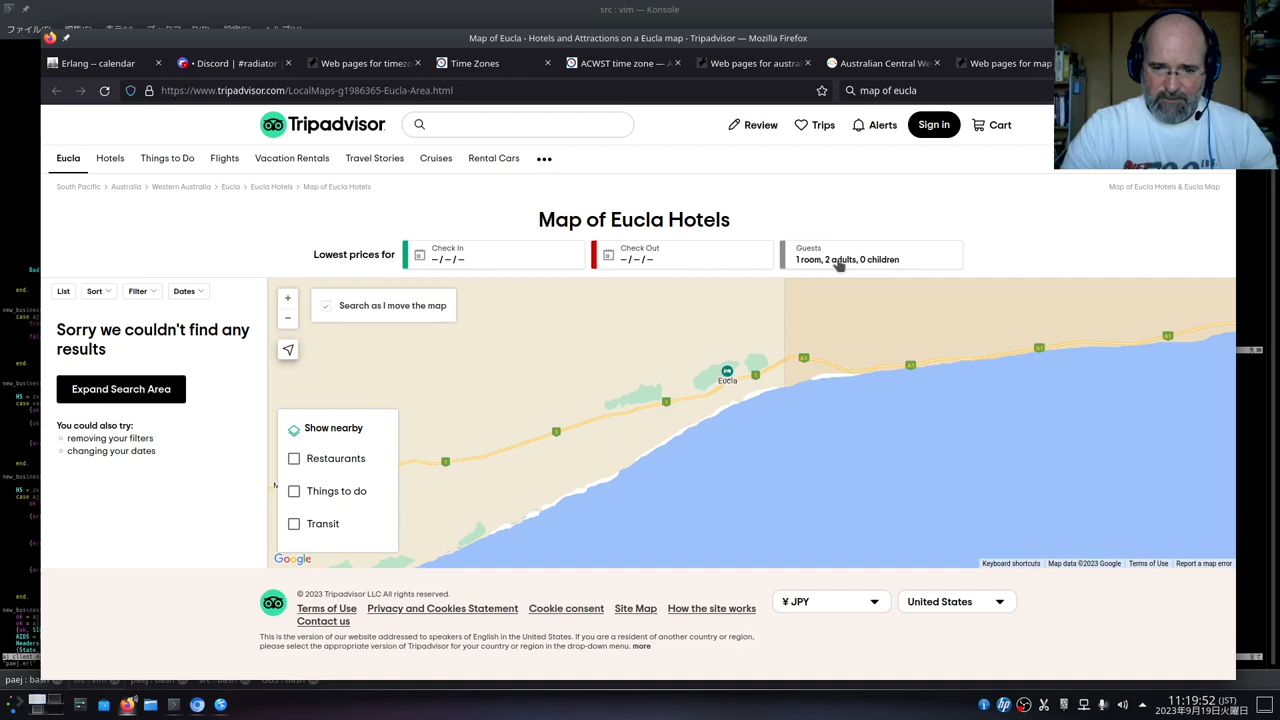 src : vim — Konsole
Map of Eucla - Hotels and Attractions on a Eucla map - Tripadvisor — Mozilla Firefox
Erlang -- calendar
Discord | #radiator
Web pages for timezo
Time Zones
ACWST time zone — A
Web pages for austral
Australian Central We
Web pages for map
https://www.tripadvisor.com/LocalMaps-g1986365-Eucla-Area.html
map of eucla
Tripadvisor
Review
Trips
Alerts
Sign in
Cart
Eucla
Hotels
Things to Do
Flights
Vacation Rentals
Travel Stories
Cruises
Rental Cars
South Pacific > Australia > Western Australia > Eucla > Eucla Hotels > Map of Eucla Hotels
Map of Eucla Hotels & Eucla Map
Map of Eucla Hotels
Lowest prices for
Check In
– / – / –
Check Out
– / – / –
Guests
1 room, 2 adults, 0 children
List
Sort
Filter
Dates
Search as I move the map
Sorry we couldn't find any
results
Expand Search Area
You could also try:
removing your filters
changing your dates
Eucla
1
A1
A1
A1
A1
1
1
1
Show nearby
Restaurants
Things to do
Transit
Google
Keyboard shortcuts
Map data ©2023 Google
Terms of Use
Report a map error
© 2023 Tripadvisor LLC All rights reserved.
Terms of Use
Privacy and Cookies Statement
Cookie consent
Site Map
How the site works
Contact us
¥ JPY
United States
This is the version of our website addressed to speakers of English in the United States. If you are a resident of another country or region,
please select the appropriate version of Tripadvisor for your country or region in the drop-down menu. more
11:19:52 (JST)
2023年9月19日火曜日